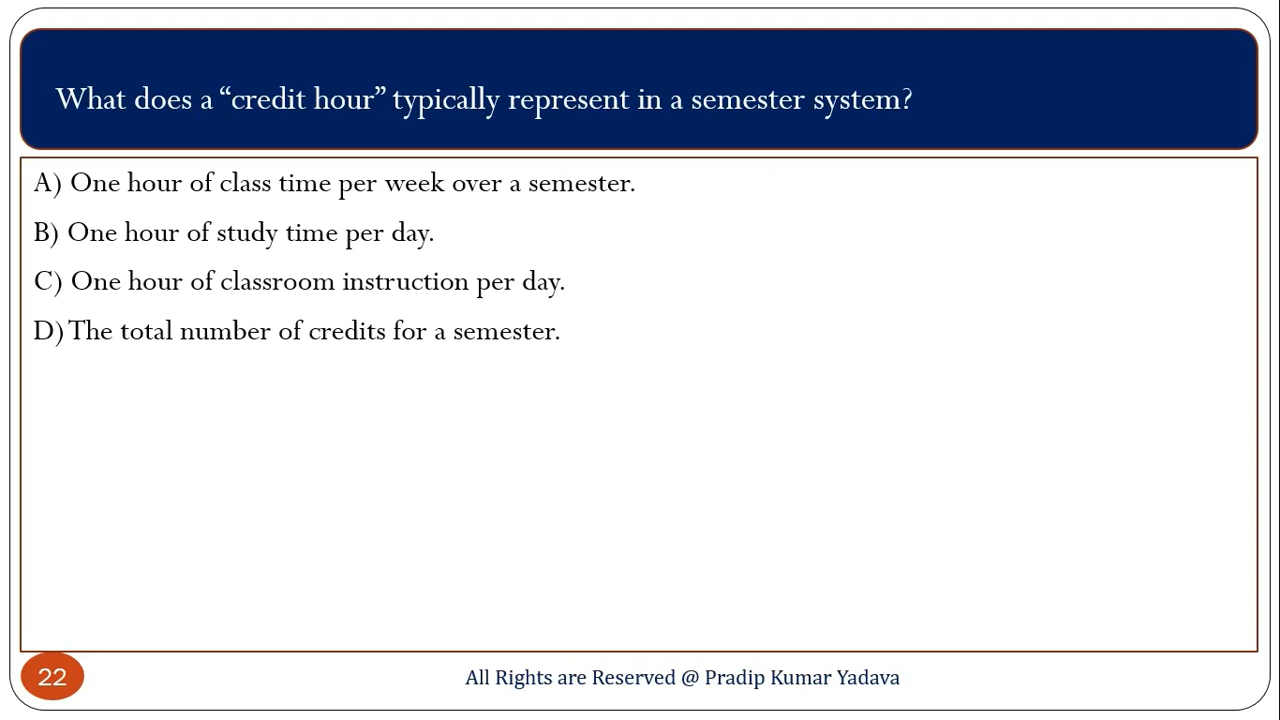 What does a “credit hour” typically represent in a semester system?
A) One hour of class time per week over a semester.
B) One hour of study time per day.
C) One hour of classroom instruction per day.
D) The total number of credits for a semester.
22
All Rights are Reserved @ Pradip Kumar Yadava